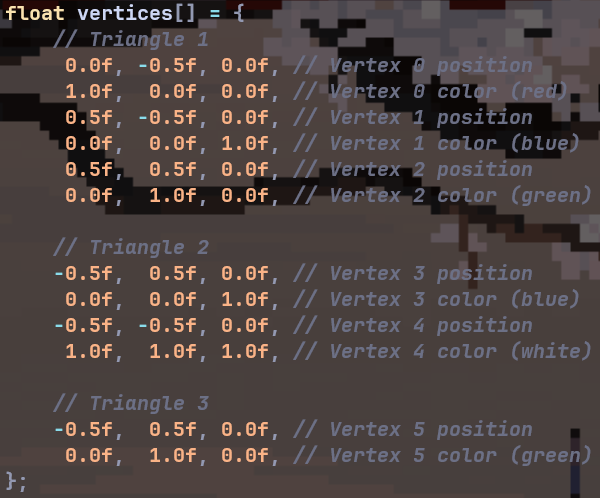 float vertices[] = {
    // Triangle 1
     0.0f, -0.5f, 0.0f, // Vertex 0 position
     1.0f,  0.0f, 0.0f, // Vertex 0 color (red)
     0.5f, -0.5f, 0.0f, // Vertex 1 position
     0.0f,  0.0f, 1.0f, // Vertex 1 color (blue)
     0.5f,  0.5f, 0.0f, // Vertex 2 position
     0.0f,  1.0f, 0.0f, // Vertex 2 color (green)

    // Triangle 2
    -0.5f,  0.5f, 0.0f, // Vertex 3 position
     0.0f,  0.0f, 1.0f, // Vertex 3 color (blue)
    -0.5f, -0.5f, 0.0f, // Vertex 4 position
     1.0f,  1.0f, 1.0f, // Vertex 4 color (white)

    // Triangle 3
    -0.5f,  0.5f, 0.0f, // Vertex 5 position
     0.0f,  1.0f, 0.0f, // Vertex 5 color (green)
};